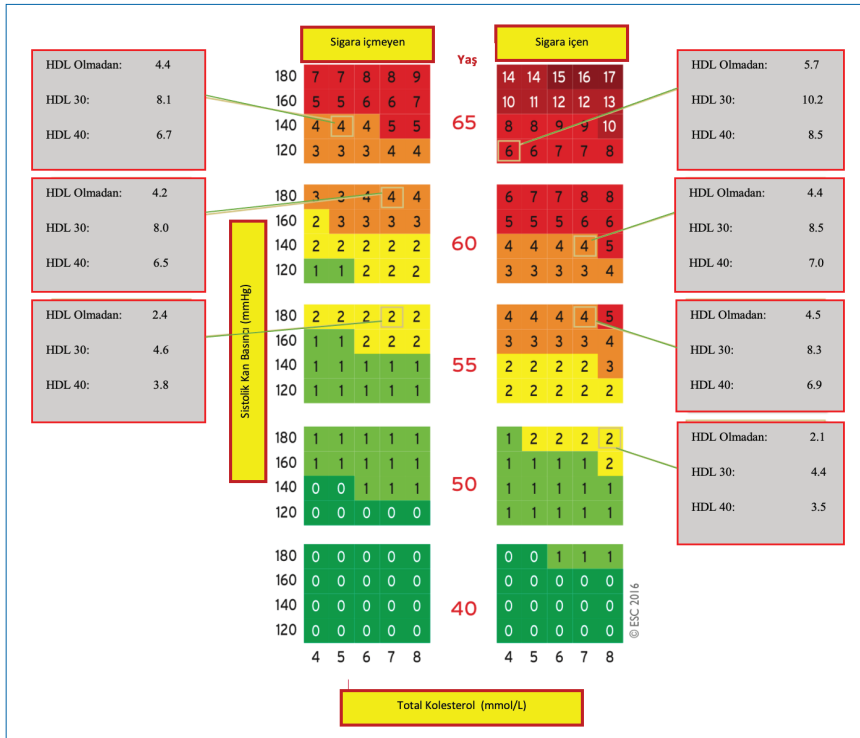 Sigara içmeyen
Sigara içen
Yaş
HDL Olmadan: 4.4
HDL 30: 8.1
HDL 40: 6.7
180 7 7 8 8 9
160 5 5 6 6 7
140 4 4 4 5 5
120 3 3 3 4 4
65
14 14 15 16 17
10 11 12 12 13
8 8 9 9 10
6 6 7 7 8
HDL Olmadan: 5.7
HDL 30: 10.2
HDL 40: 8.5
HDL Olmadan: 4.2
HDL 30: 8.0
HDL 40: 6.5
180 3 3 4 4 4
160 2 3 3 3 3
140 2 2 2 2 2
120 1 1 2 2 2
60
6 7 7 8 8
5 5 5 6 6
4 4 4 4 5
3 3 3 3 4
HDL Olmadan: 4.4
HDL 30: 8.5
HDL 40: 7.0
Sistolik Kan Basıncı (mmHg)
HDL Olmadan: 2.4
HDL 30: 4.6
HDL 40: 3.8
180 2 2 2 2 2
160 1 1 2 2 2
140 1 1 1 1 1
120 1 1 1 1 1
55
4 4 4 4 5
3 3 3 3 4
2 2 2 2 3
2 2 2 2 2
HDL Olmadan: 4.5
HDL 30: 8.3
HDL 40: 6.9
180 1 1 1 1 1
160 1 1 1 1 1
140 0 0 1 1 1
120 0 0 0 0 0
50
1 2 2 2 2
1 1 1 1 2
1 1 1 1 1
1 1 1 1 1
HDL Olmadan: 2.1
HDL 30: 4.4
HDL 40: 3.5
180 0 0 0 0 0
160 0 0 0 0 0
140 0 0 0 0 0
120 0 0 0 0 0
40
0 0 1 1 1
0 0 0 0 0
0 0 0 0 0
0 0 0 0 0
© ESC 2016
4 5 6 7 8
4 5 6 7 8
Total Kolesterol (mmol/L)